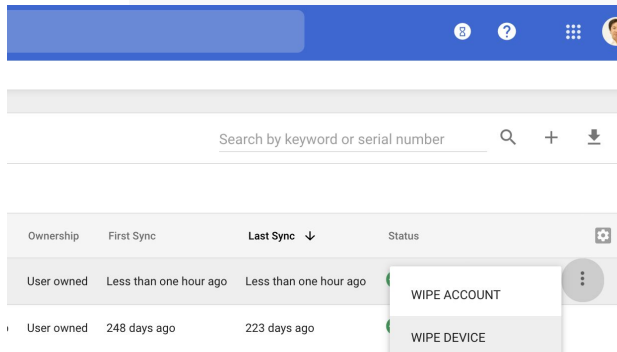 8 ?
Search by keyword or serial number
Ownership First Sync Last Sync Status
User owned Less than one hour ago Less than one hour ago
WIPE ACCOUNT
User owned 248 days ago 223 days ago
WIPE DEVICE